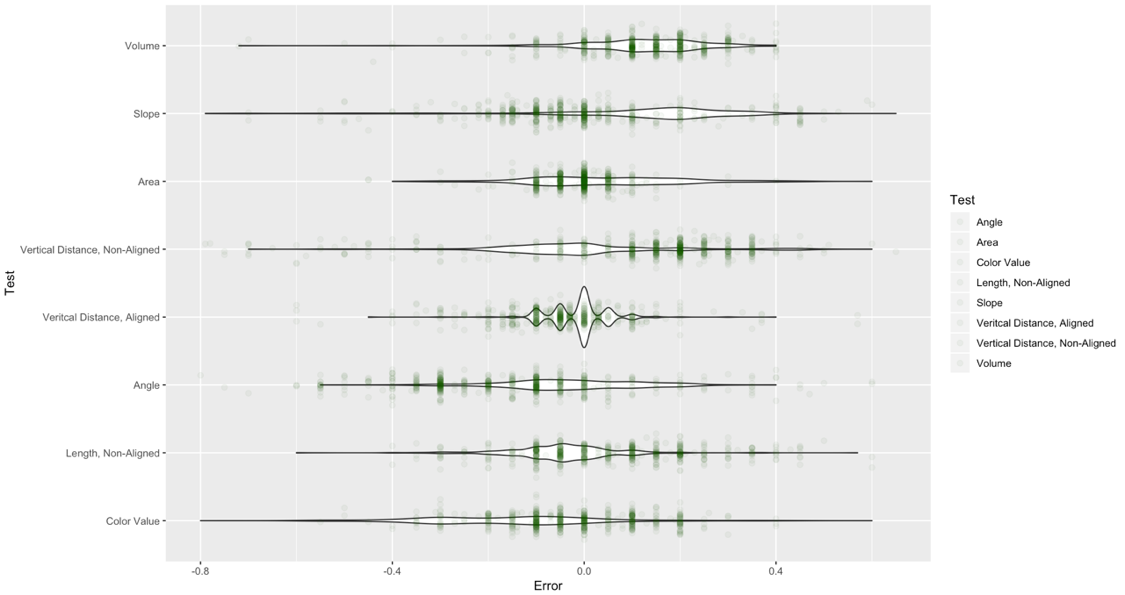 Volume
Slope
Area
Vertical Distance, Non-Aligned
Veritcal Distance, Aligned
Angle
Length, Non-Aligned
Color Value
Test
-0.8
-0.4
0.0
0.4
Error
Test
Angle
Area
Color Value
Length, Non-Aligned
Slope
Veritcal Distance, Aligned
Vertical Distance, Non-Aligned
Volume